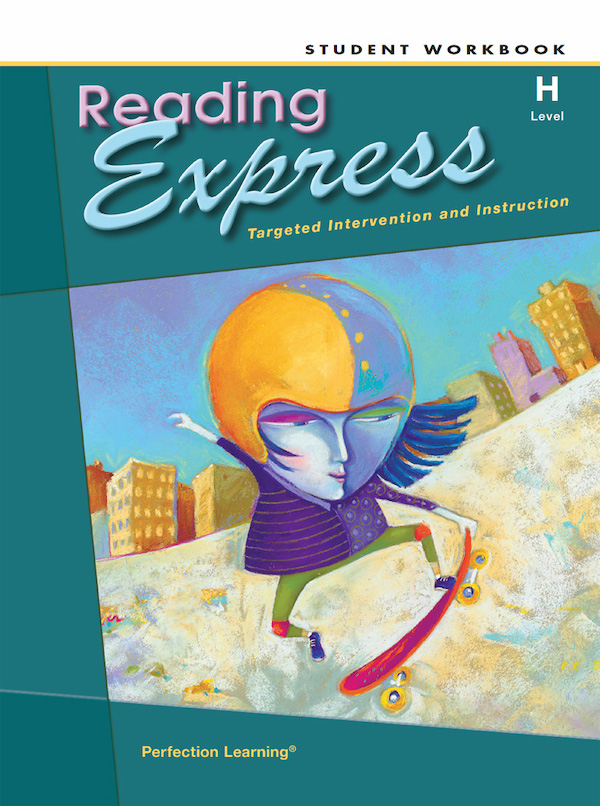 STUDENT WORKBOOK
H
Level
Reading
Express
Targeted Intervention and Instruction
Perfection Learning®